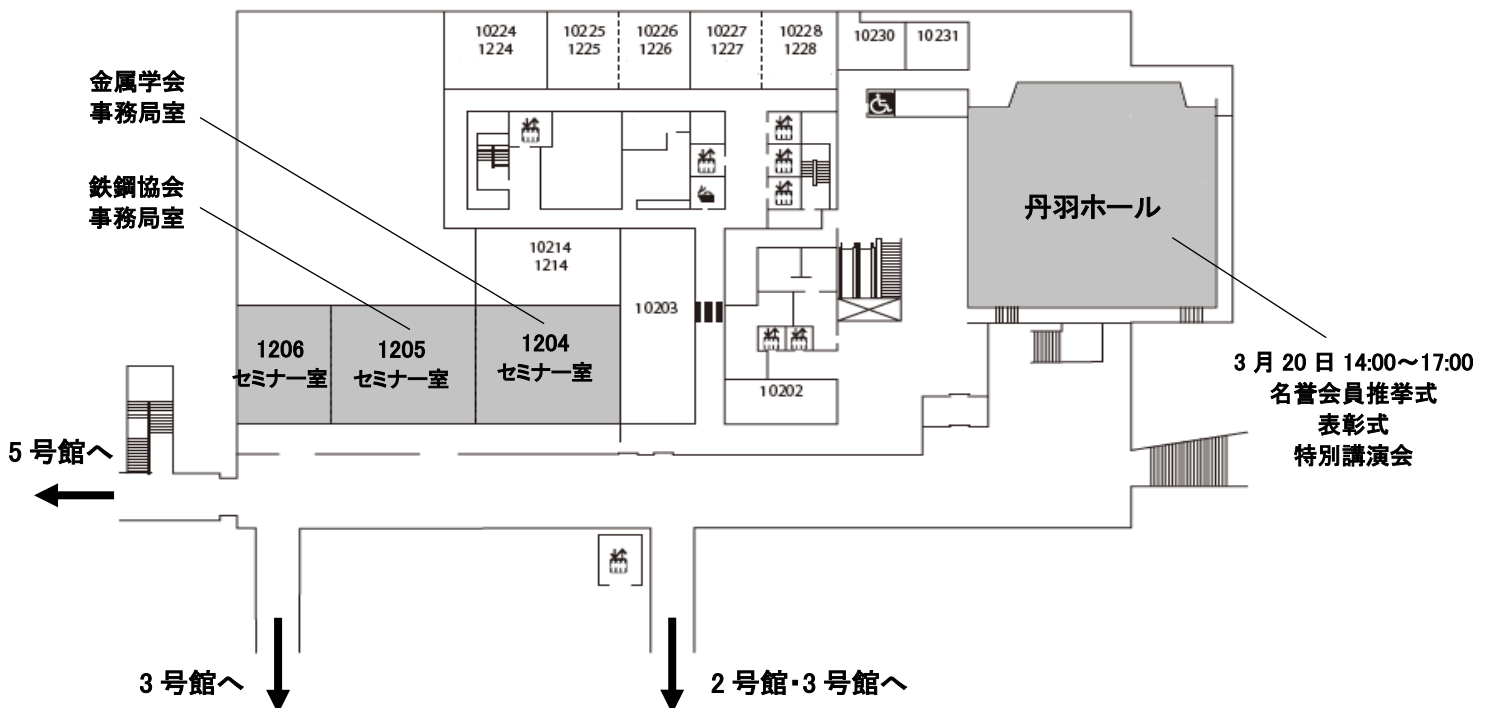 10224
1224
10225
1225
10226
1226
10227
1227
10228
1228
10230
10231
金属学会
事務局室
鉄鋼協会
事務局室
丹羽ホール
10214
1214
10203
1206
セミナー室
1205
セミナー室
1204
セミナー室
10202
3 月 20 日 14:00~17:00
名誉会員推挙式
表彰式
特別講演会
5 号館へ
3 号館へ
2 号館・3 号館へ